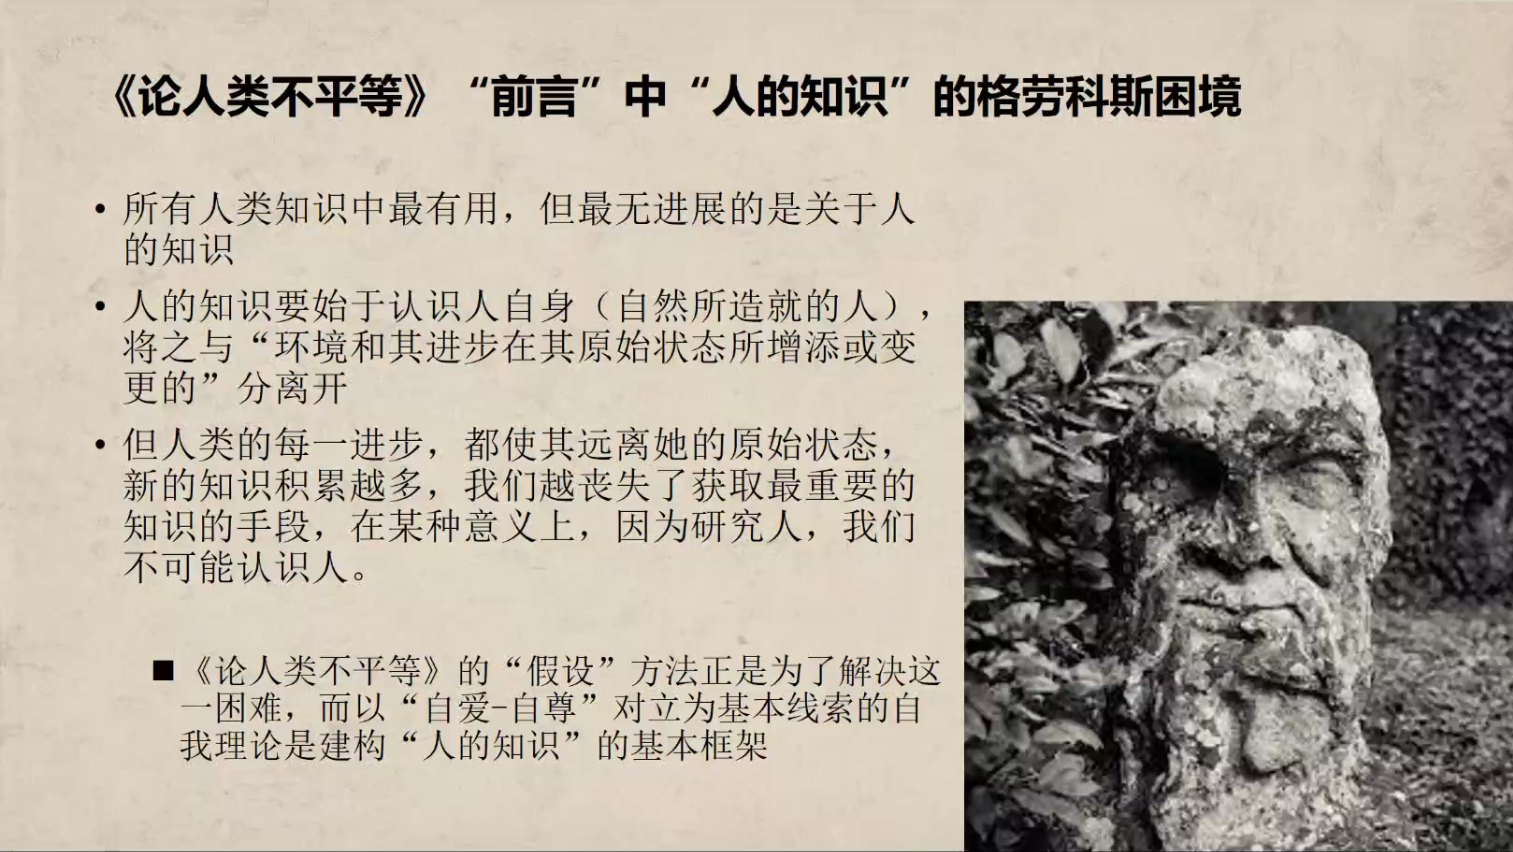 《论人类不平等》“前言”中“人的知识”的格劳科斯困境
• 所有人类知识中最有用，但最无进展的是关于人
的知识
• 人的知识要始于认识人自身（自然所造就的人），
将之与“环境和其进步在其原始状态所增添或变
更的”分离开
• 但人类的每一进步，都使其远离她的原始状态，
新的知识积累越多，我们越丧失了获取最重要的
知识的手段，在某种意义上，因为研究人，我们
不可能认识人。
■《论人类不平等》的“假设”方法正是为了解决这
一困难，而以“自爱-自尊”对立为基本线索的自
我理论是建构“人的知识”的基本框架